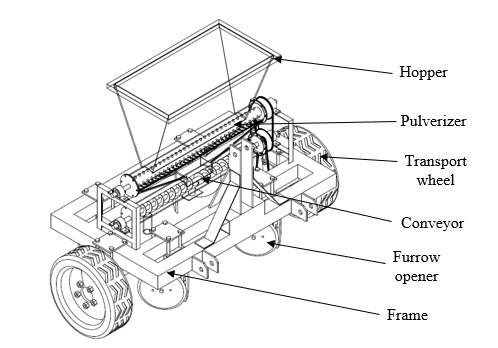 Hopper
Pulverizer
Transport
wheel
Conveyor
Furrow
opener
Frame